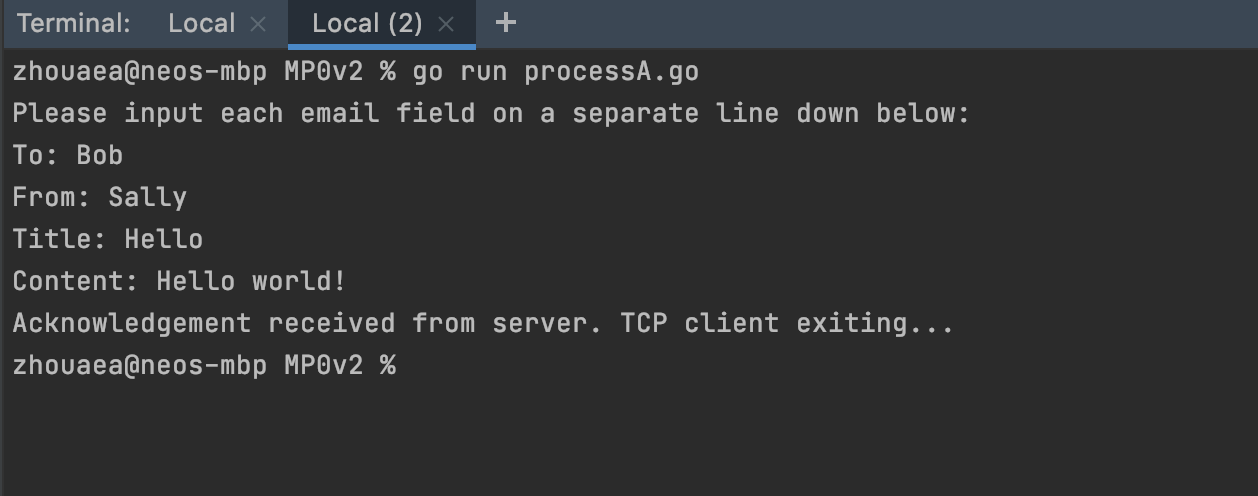 Terminal: Local × Local (2) × +
zhouaea@neos-mbp MP0v2 % go run processA.go
Please input each email field on a separate line down below:
To: Bob
From: Sally
Title: Hello
Content: Hello world!
Acknowledgement received from server. TCP client exiting...
zhouaea@neos-mbp MP0v2 %